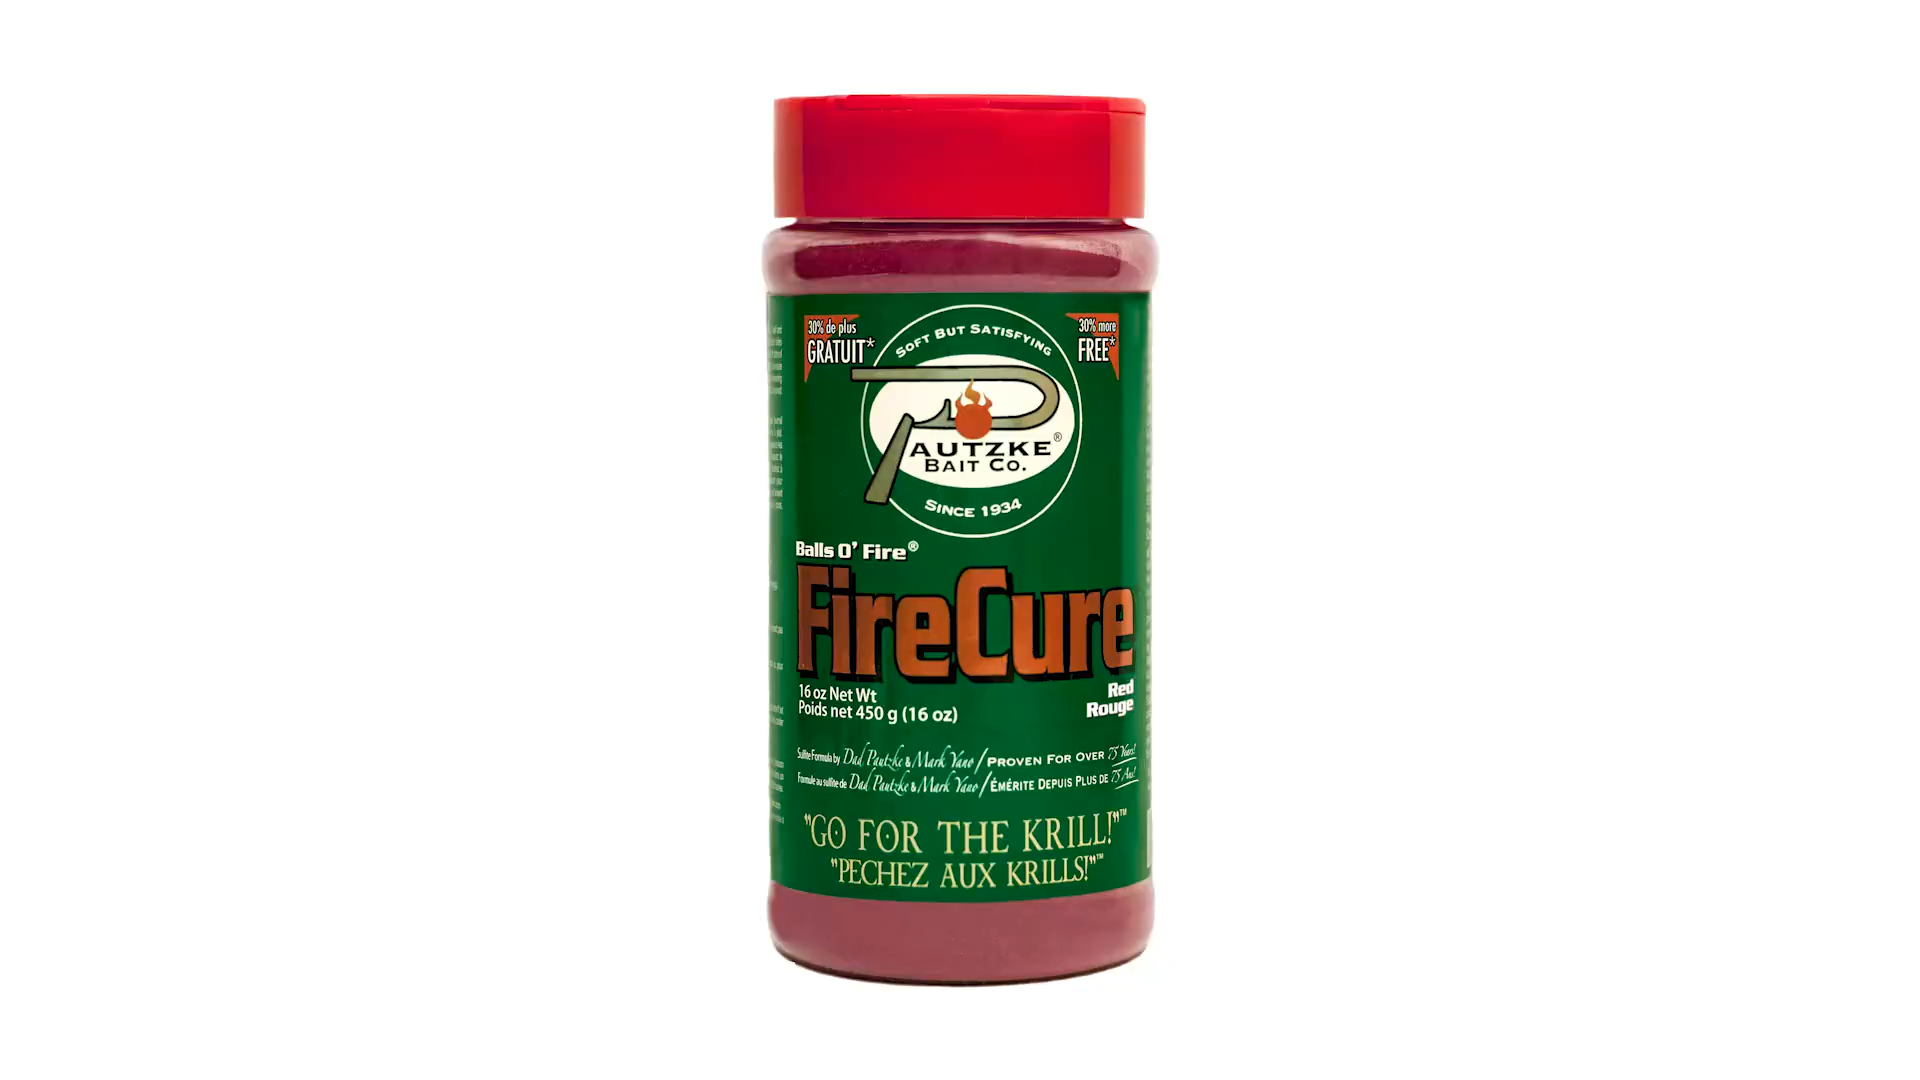 30% de plus
GRATUIT*
30% more
FREE*
SOFT BUT SATISFYING
PAUTZKE®
BAIT CO.
SINCE 1934
Balls O' Fire®
FireCure
16 oz Net Wt
Poids net 450 g (16 oz)
Red
Rouge
Sulfite Formula by Dad Pautzke & Mark Yano / PROVEN FOR OVER 75 Years!
Formule au sulfite de Dad Pautzke & Mark Yano / ÉMÉRITE DEPUIS PLUS DE 75 Ans!
"GO FOR THE KRILL!"™
"PECHEZ AUX KRILLS!"™